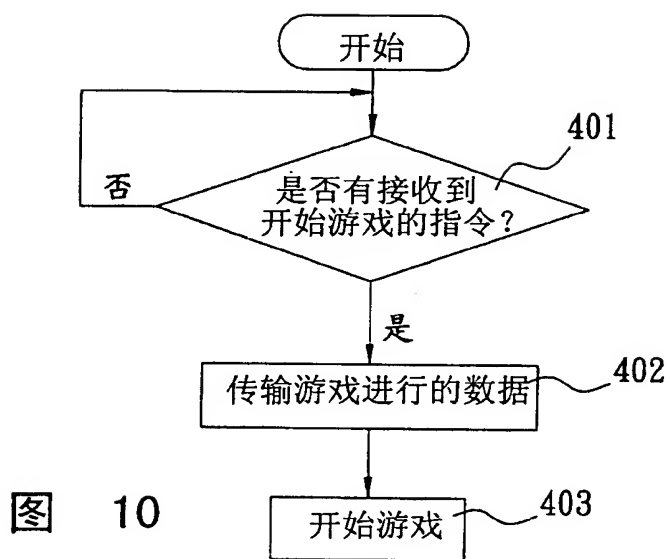 开始
401
否
是否有接收到
开始游戏的指令?
是
传输游戏进行的数据
402
图 10
开始游戏
403